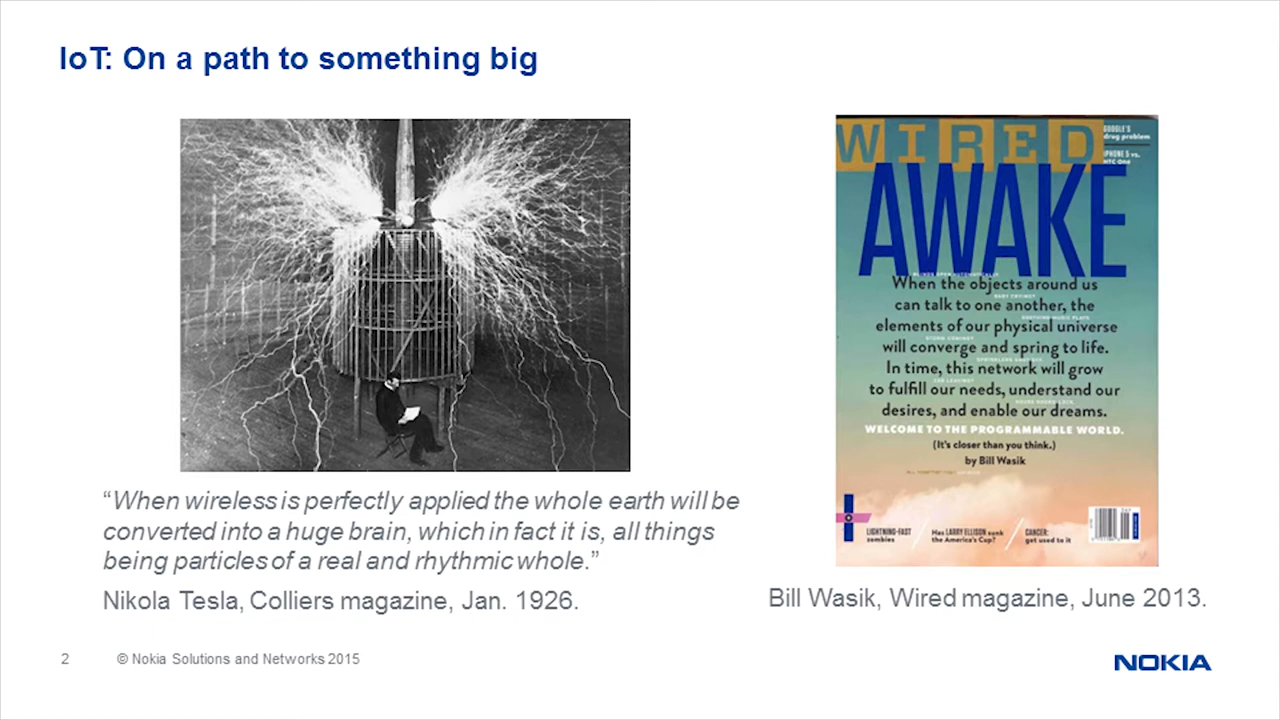 IoT: On a path to something big
“When wireless is perfectly applied the whole earth will be
converted into a huge brain, which in fact it is, all things
being particles of a real and rhythmic whole.”
Nikola Tesla, Colliers magazine, Jan. 1926.
WIRED
GOOGLE'S
drug problem
IPHONE 5 vs.
HTC One
AWAKE
When the objects around us
can talk to one another, the
elements of our physical universe
will converge and spring to life.
In time, this network will grow
to fulfill our needs, understand our
desires, and enable our dreams.
WELCOME TO THE PROGRAMMABLE WORLD.
(It's closer than you think.)
by Bill Wasik
LIGHTNING-FAST
zombies
Has LARRY ELLISON sunk
the America's Cup?
CANCER:
get used to it
Bill Wasik, Wired magazine, June 2013.
2
© Nokia Solutions and Networks 2015
NOKIA